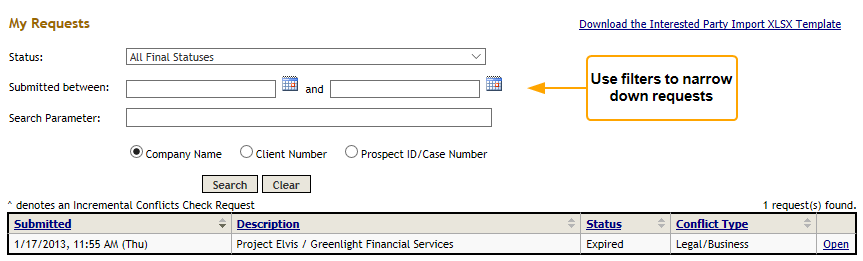 My Requests
Download the Interested Party Import XLSX Template
Status: All Final Statuses
Submitted between: and
Use filters to narrow down requests
Search Parameter:
Company Name Client Number Prospect ID/Case Number
Search Clear
^ denotes an Incremental Conflicts Check Request 1 request(s) found.
Submitted Description Status Conflict Type
1/17/2013, 11:55 AM (Thu) Project Elvis / Greenlight Financial Services Expired Legal/Business Open